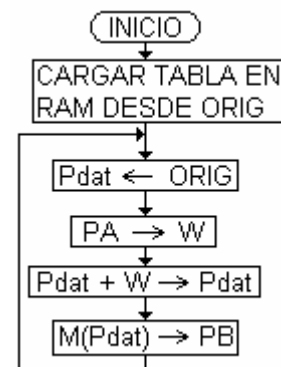 INICIO
CARGAR TABLA EN
RAM DESDE ORIG
Pdat ← ORIG
PA → W
Pdat + W → Pdat
M(Pdat) → PB